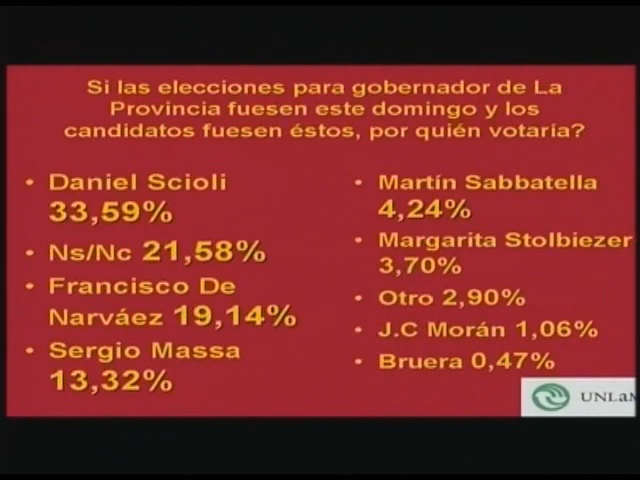 Si las elecciones para gobernador de La
Provincia fuesen este domingo y los
candidatos fuesen éstos, por quién votaría?
• Daniel Scioli
33,59%
• Ns/Nc 21,58%
• Francisco De
Narváez 19,14%
• Sergio Massa
13,32%
• Martín Sabbatella
4,24%
• Margarita Stolbiezer
3,70%
• Otro 2,90%
• J.C Morán 1,06%
• Bruera 0,47%
UNLaM